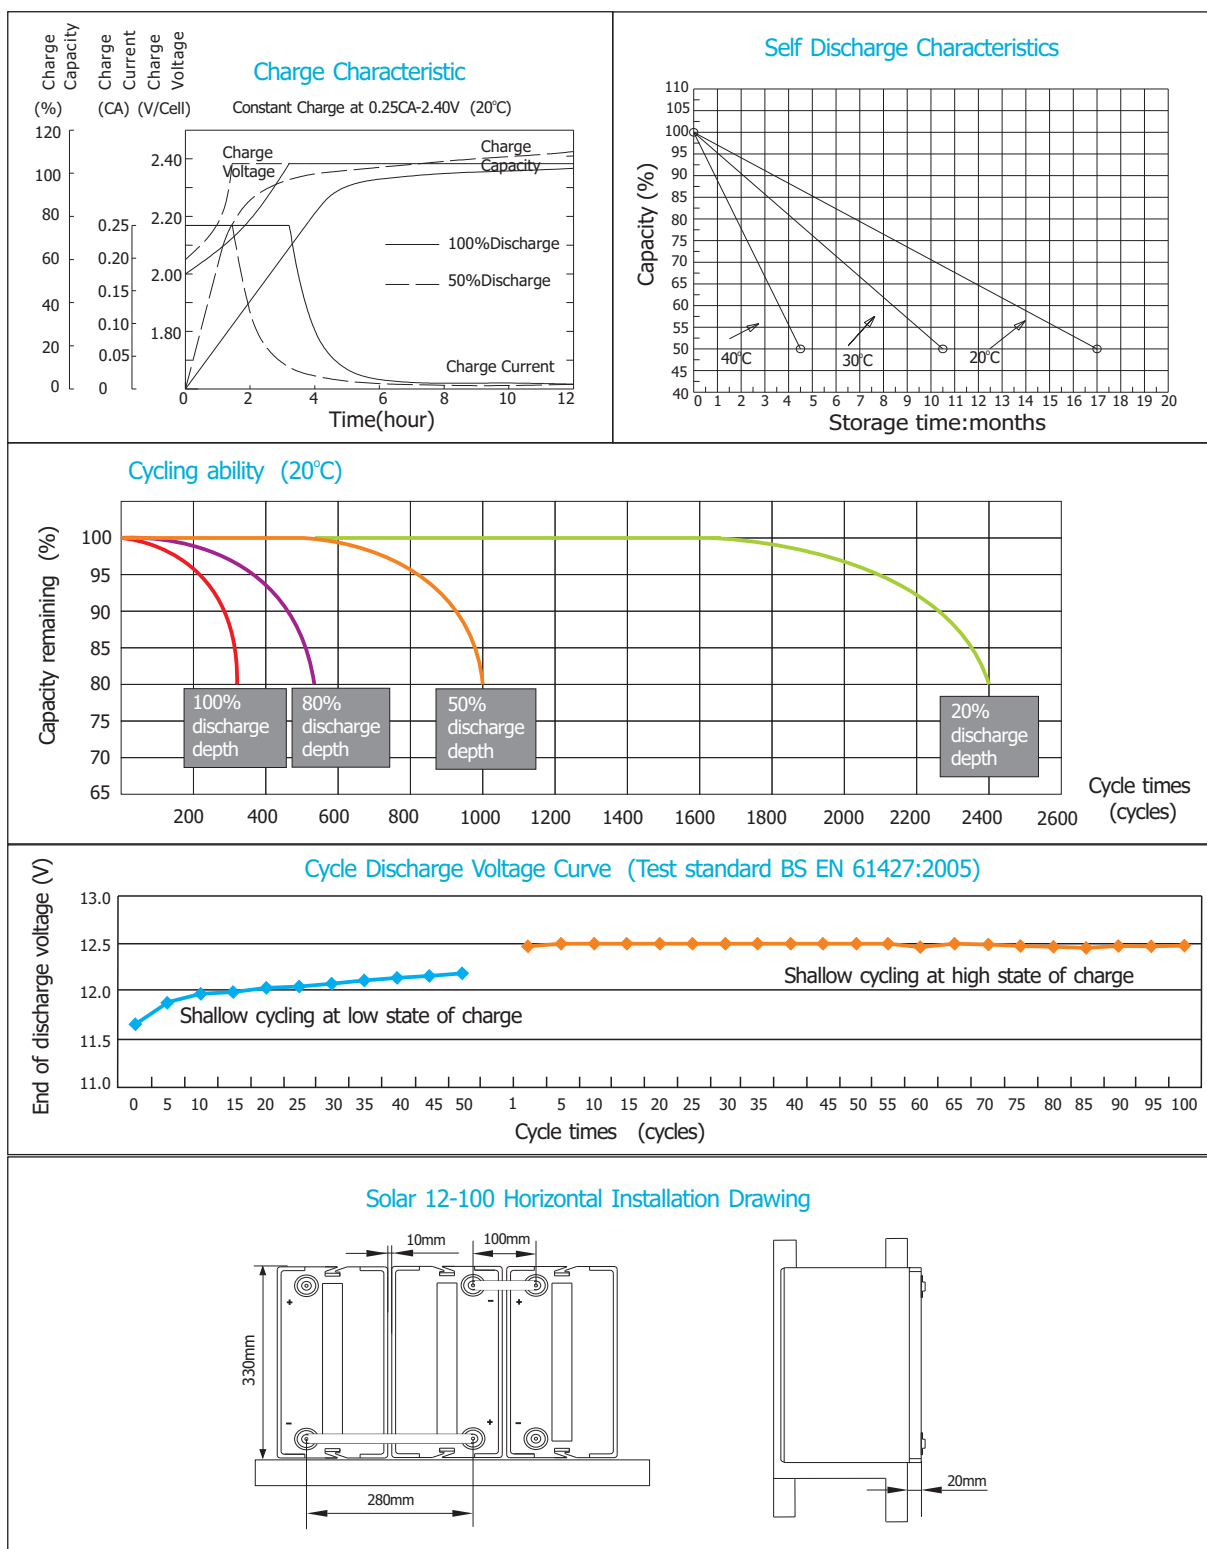 Charge Capacity
Charge Current
Charge Voltage
(%)
(CA)
(V/Cell)
Charge Characteristic
Constant Charge at 0.25CA-2.40V (20°C)
120
100
80
60
40
20
0
0.25
0.20
0.15
0.10
0.05
0
2.40
2.20
2.00
1.80
Charge
Voltage
Charge
Capacity
100%Discharge
50%Discharge
Charge Current
0 2 4 6 8 10 12
Time(hour)
Self Discharge Characteristics
Capacity (%)
110
105
100
95
90
85
80
75
70
65
60
55
50
45
40
40°C
30°C
20°C
0 1 2 3 4 5 6 7 8 9 10 11 12 13 14 15 16 17 18 19 20
Storage time:months
Cycling ability (20°C)
Capacity remaining (%)
100
95
90
85
80
75
70
65
100%
discharge
depth
80%
discharge
depth
50%
discharge
depth
20%
discharge
depth
200 400 600 800 1000 1200 1400 1600 1800 2000 2200 2400 2600
Cycle times
(cycles)
Cycle Discharge Voltage Curve (Test standard BS EN 61427:2005)
End of discharge voltage (V)
13.0
12.5
12.0
11.5
11.0
Shallow cycling at low state of charge
Shallow cycling at high state of charge
0 5 10 15 20 25 30 35 40 45 50 1 5 10 15 20 25 30 35 40 45 50 55 60 65 70 75 80 85 90 95 100
Cycle times (cycles)
Solar 12-100 Horizontal Installation Drawing
10mm
100mm
330mm
+
-
+
-
-
+
280mm
20mm